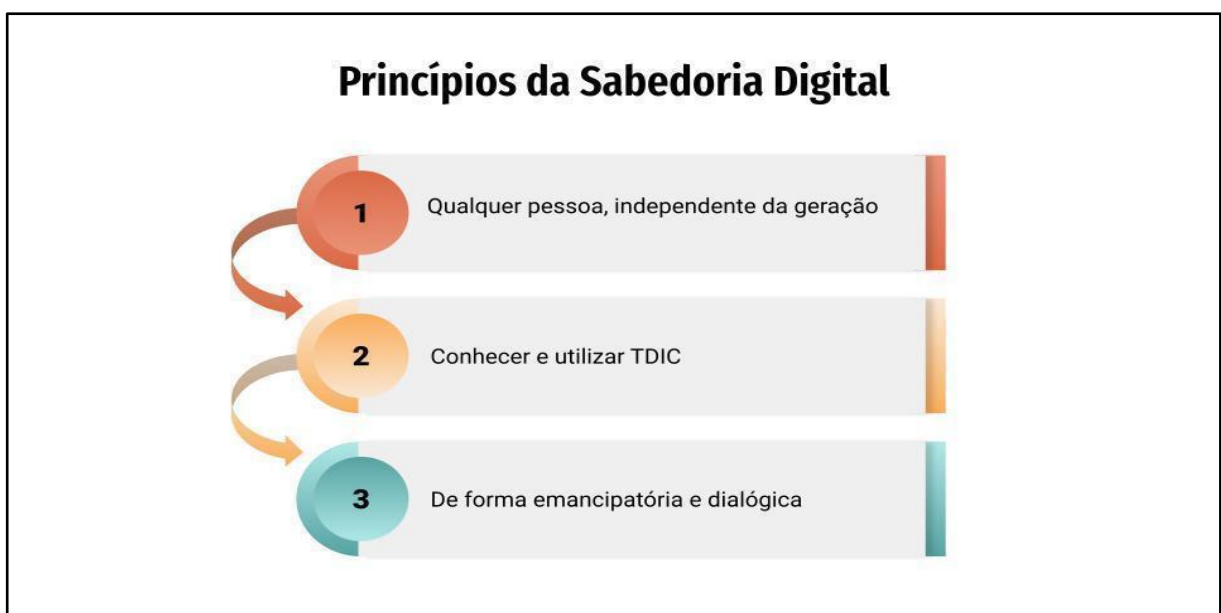 Princípios da Sabedoria Digital
1
Qualquer pessoa, independente da geração
2
Conhecer e utilizar TDIC
3
De forma emancipatória e dialógica